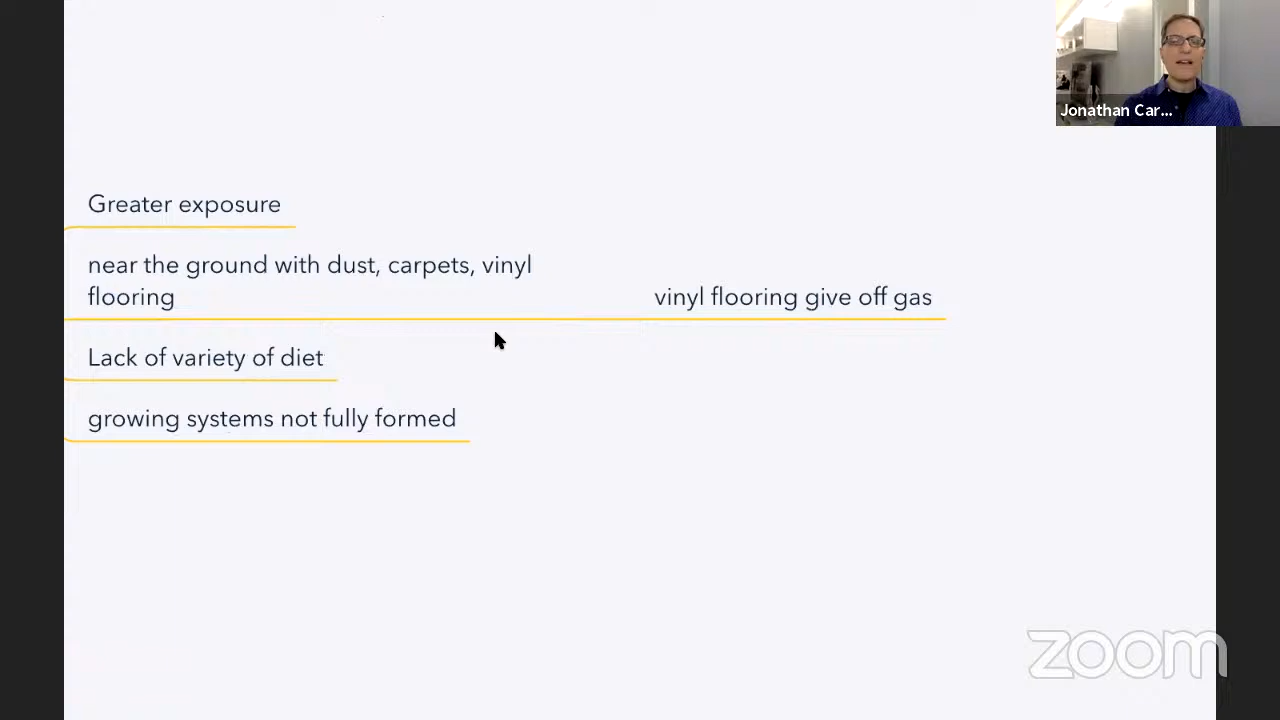 Jonathan Car...
Greater exposure
near the ground with dust, carpets, vinyl
flooring
vinyl flooring give off gas
Lack of variety of diet
growing systems not fully formed
zoom